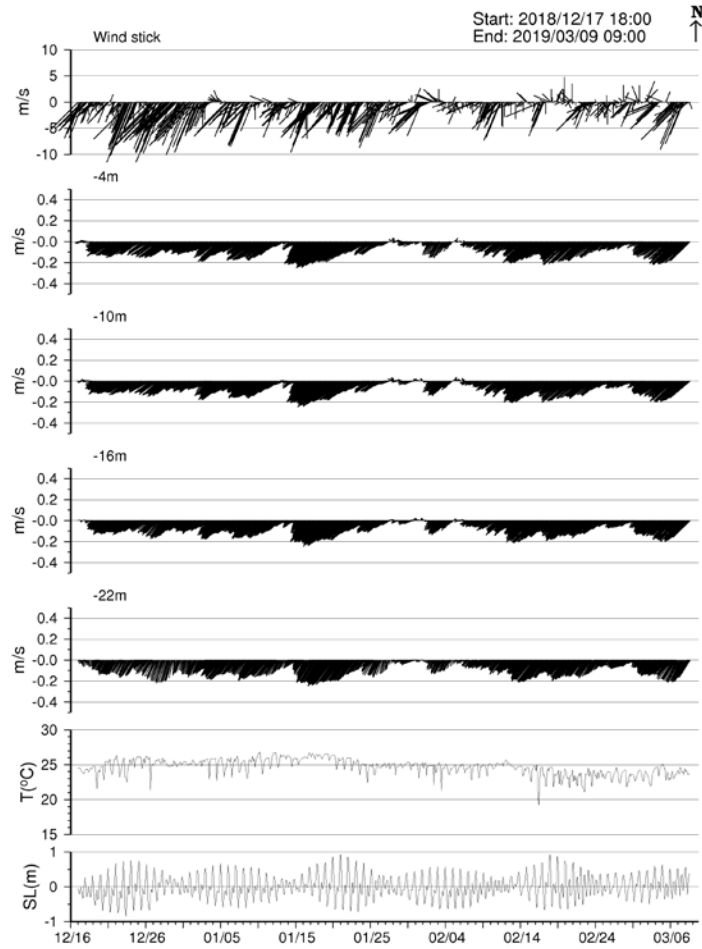 Start: 2018/12/17 18:00
N
Wind stick
End: 2019/03/09 09:00
10
5
0
-5
-10
m/s
-4m
0.4
0.2
-0.0
-0.2
-0.4
m/s
-10m
0.4
0.2
-0.0
-0.2
-0.4
m/s
-16m
0.4
0.2
-0.0
-0.2
-0.4
m/s
-22m
0.4
0.2
-0.0
-0.2
-0.4
m/s
30
25
20
15
T(°C)
1
0
-1
SL(m)
12/16 12/26 01/05 01/15 01/25 02/04 02/14 02/24 03/06